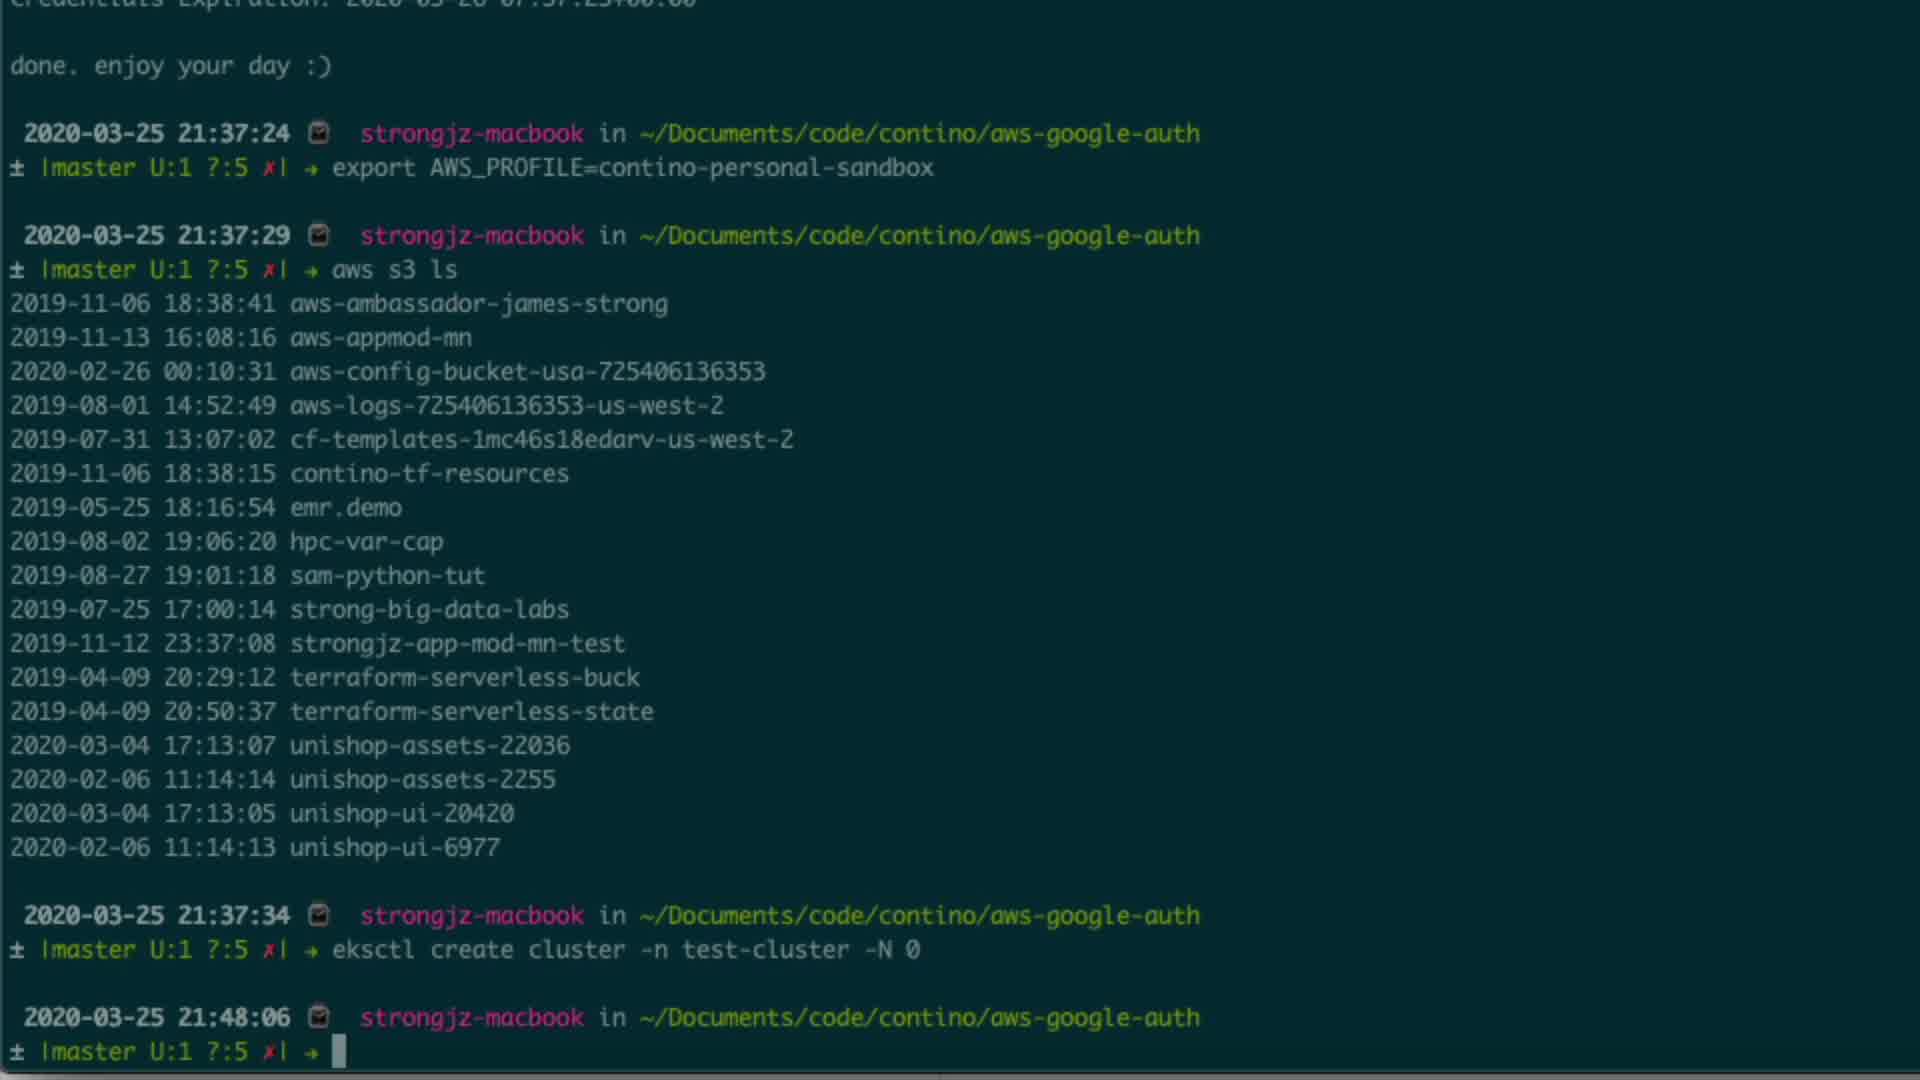 done. enjoy your day :)
2020-03-25 21:37:24 strongjz-macbook in ~/Documents/code/contino/aws-google-auth
± |master U:1 ?:5 ✗| → export AWS_PROFILE=contino-personal-sandbox
2020-03-25 21:37:29 strongjz-macbook in ~/Documents/code/contino/aws-google-auth
± |master U:1 ?:5 ✗| → aws s3 ls
2019-11-06 18:38:41 aws-ambassador-james-strong
2019-11-13 16:08:16 aws-appmod-mn
2020-02-26 00:10:31 aws-config-bucket-usa-725406136353
2019-08-01 14:52:49 aws-logs-725406136353-us-west-2
2019-07-31 13:07:02 cf-templates-1mc46s18edarv-us-west-2
2019-11-06 18:38:15 contino-tf-resources
2019-05-25 18:16:54 emr.demo
2019-08-02 19:06:20 hpc-var-cap
2019-08-27 19:01:18 sam-python-tut
2019-07-25 17:00:14 strong-big-data-labs
2019-11-12 23:37:08 strongjz-app-mod-mn-test
2019-04-09 20:29:12 terraform-serverless-buck
2019-04-09 20:50:37 terraform-serverless-state
2020-03-04 17:13:07 unishop-assets-22036
2020-02-06 11:14:14 unishop-assets-2255
2020-03-04 17:13:05 unishop-ui-20420
2020-02-06 11:14:13 unishop-ui-6977
2020-03-25 21:37:34 strongjz-macbook in ~/Documents/code/contino/aws-google-auth
± |master U:1 ?:5 ✗| → eksctl create cluster -n test-cluster -N 0
2020-03-25 21:48:06 strongjz-macbook in ~/Documents/code/contino/aws-google-auth
± |master U:1 ?:5 ✗| →